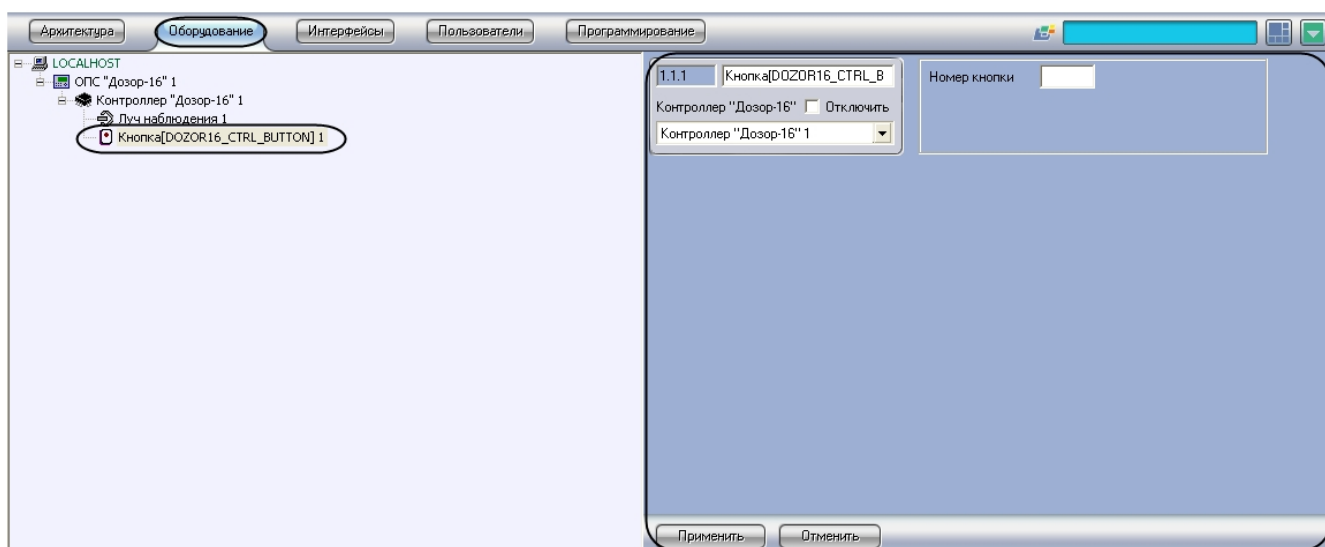 Архитектура Оборудование Интерфейсы Пользователи Программирование
LOCALHOST
ОПС "Дозор-16" 1
Контроллер "Дозор-16" 1
Луч наблюдения 1
Кнопка[DOZOR16_CTRL_BUTTON] 1
1.1.1 Кнопка[DOZOR16_CTRL_B
Контроллер "Дозор-16" Отключить
Контроллер "Дозор-16" 1
Номер кнопки
Применить Отменить